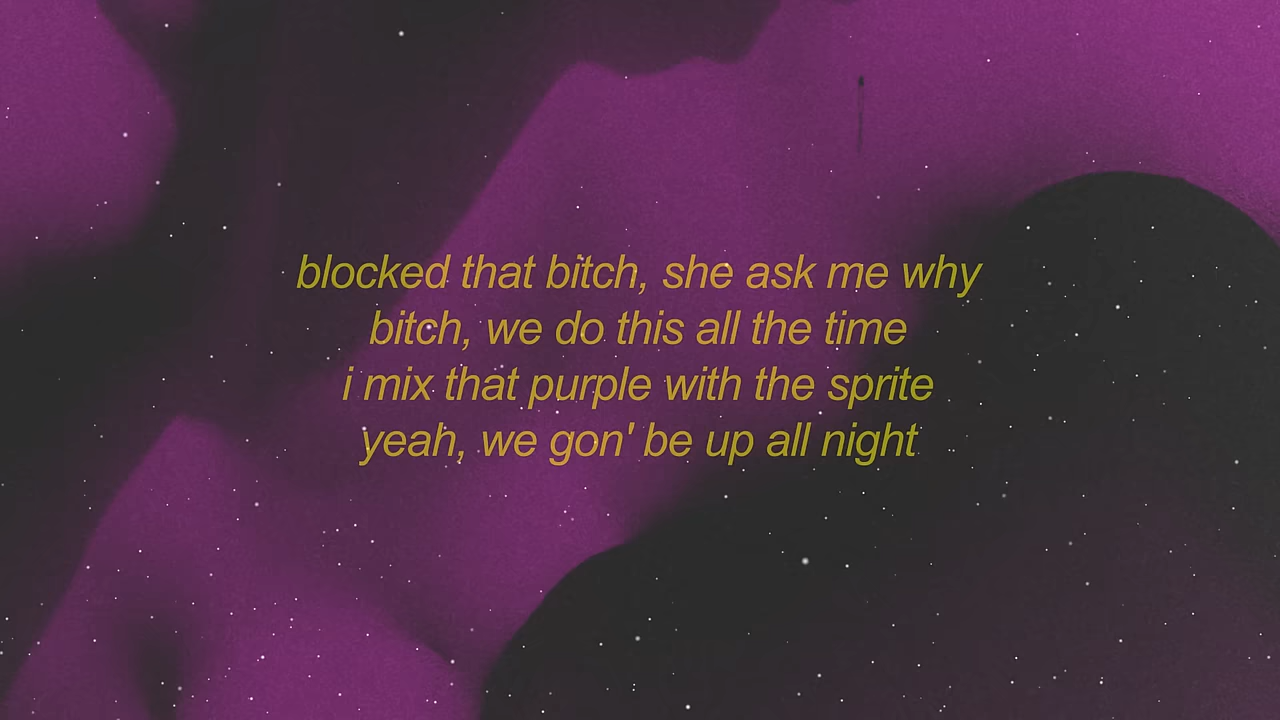 blocked that bitch, she ask me why
bitch, we do this all the time
i mix that purple with the sprite
yeah, we gon' be up all night